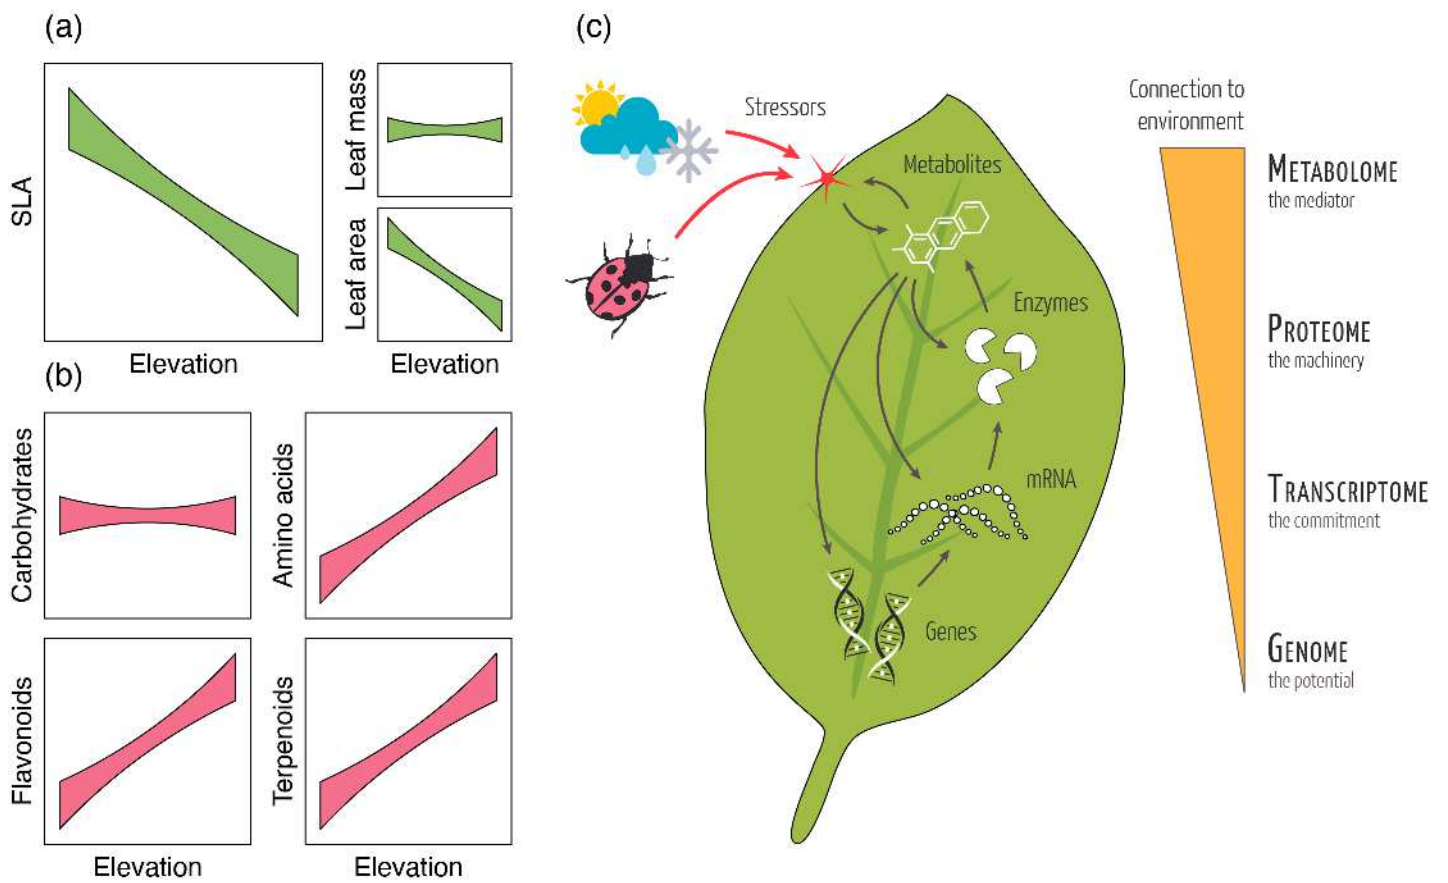 (a)
SLA
Elevation
Leaf mass
Leaf area
Elevation
(b)
Carbohydrates
Amino acids
Flavonoids
Elevation
Terpenoids
Elevation
(c)
Stressors
Metabolites
Enzymes
mRNA
Genes
Connection to
environment
METABOLOME
the mediator
PROTEOME
the machinery
TRANSCRIPTOME
the commitment
GENOME
the potential